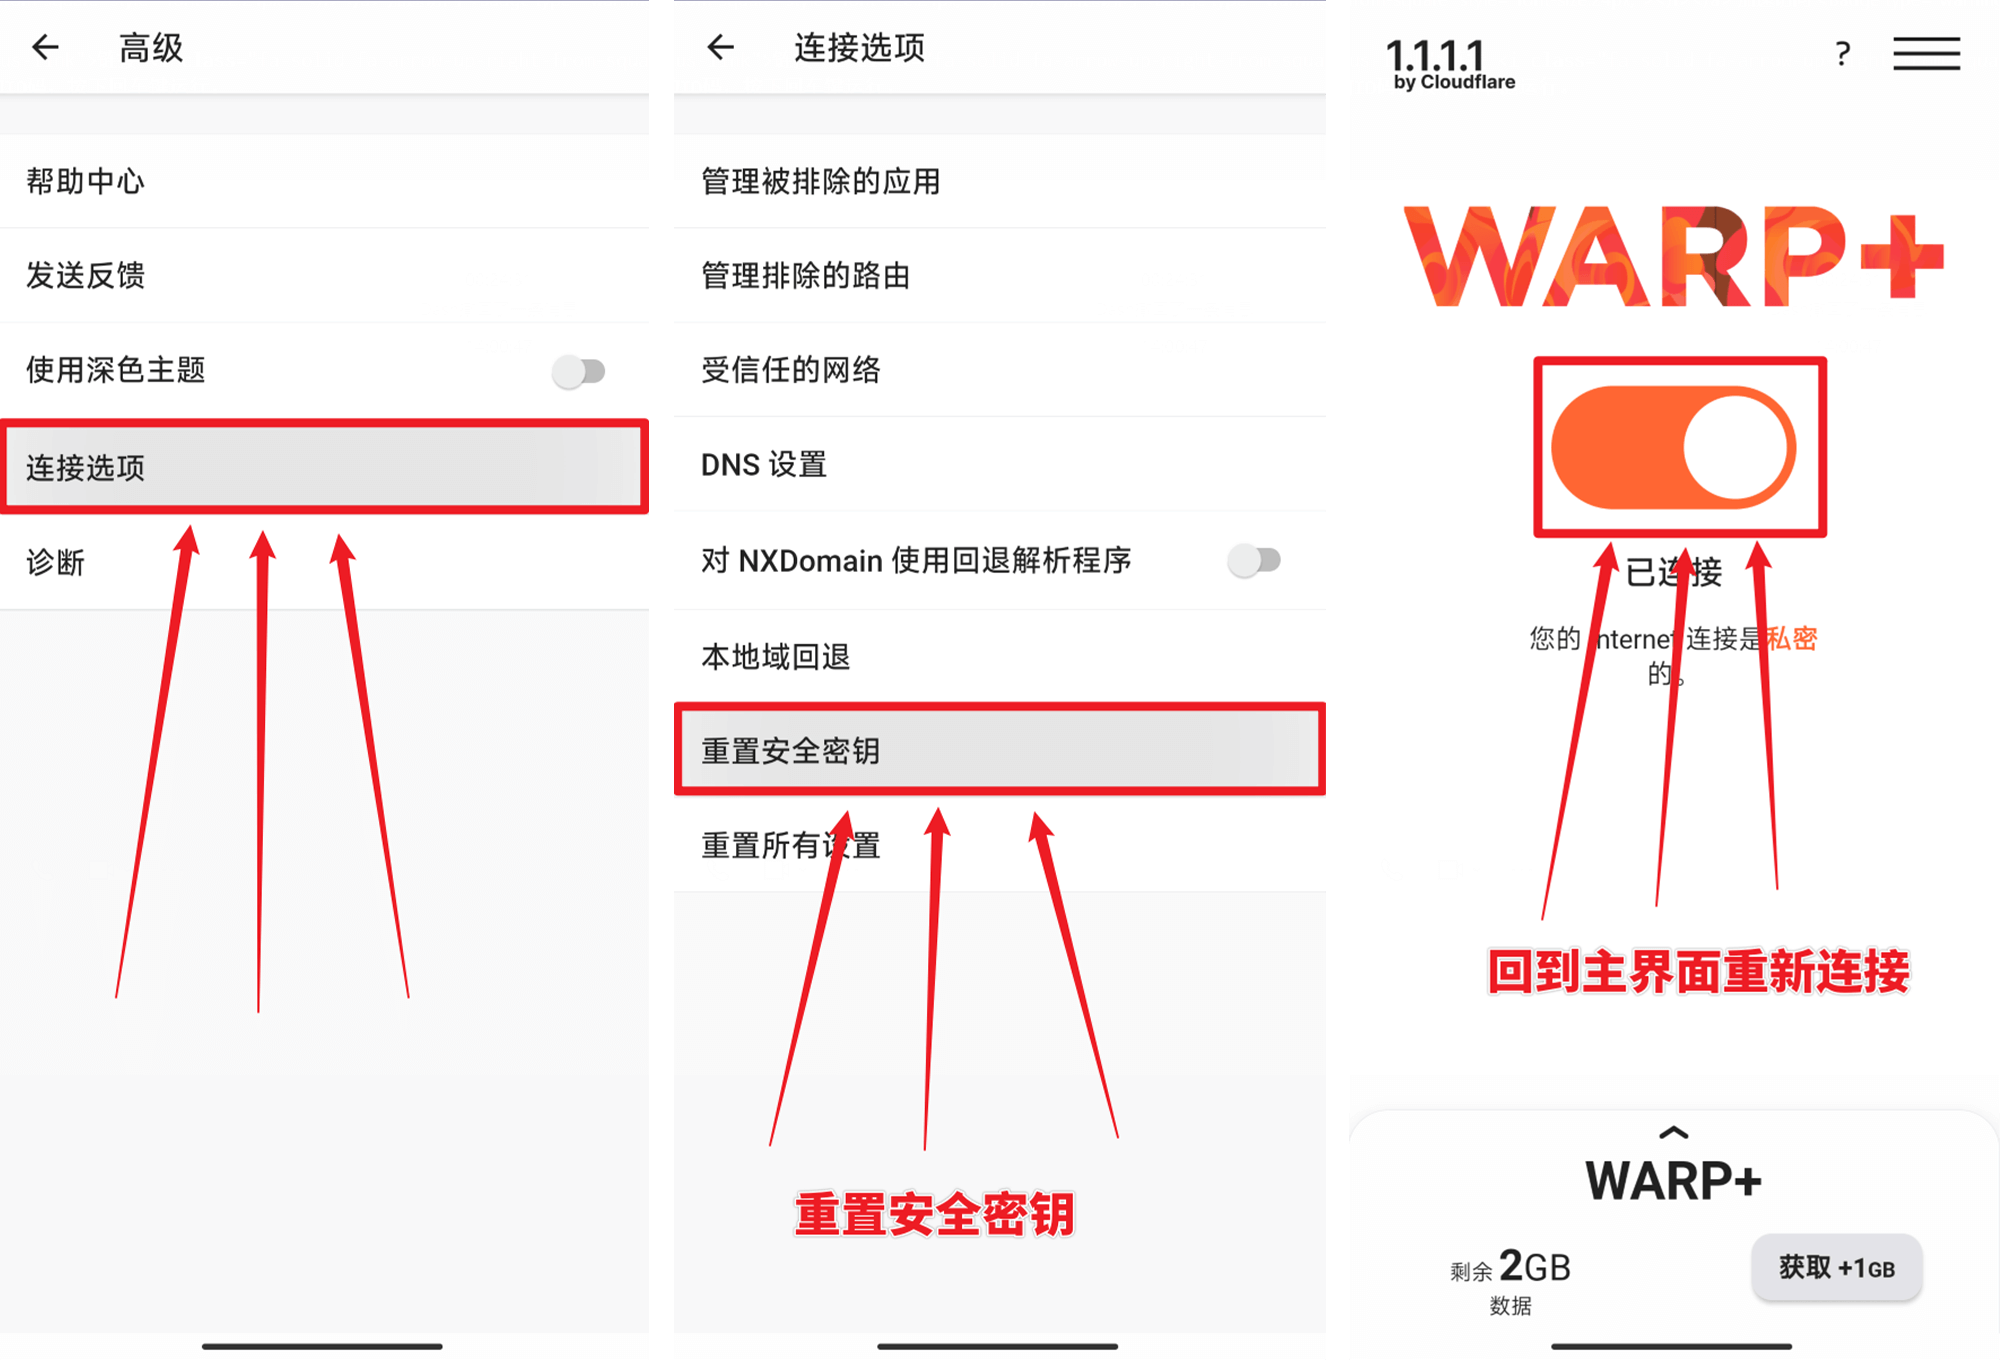 高级
帮助中心
发送反馈
使用深色主题
连接选项
诊断
连接选项
管理被排除的应用
管理排除的路由
受信任的网络
DNS 设置
对 NXDomain 使用回退解析程序
本地域回退
重置安全密钥
重置所有设置
重置安全密钥
1.1.1.1
?
by Cloudflare
WARP+
已连接
您的 Internet 连接是私密
的。
回到主界面重新连接
WARP+
剩余 2GB
数据
获取 +1GB